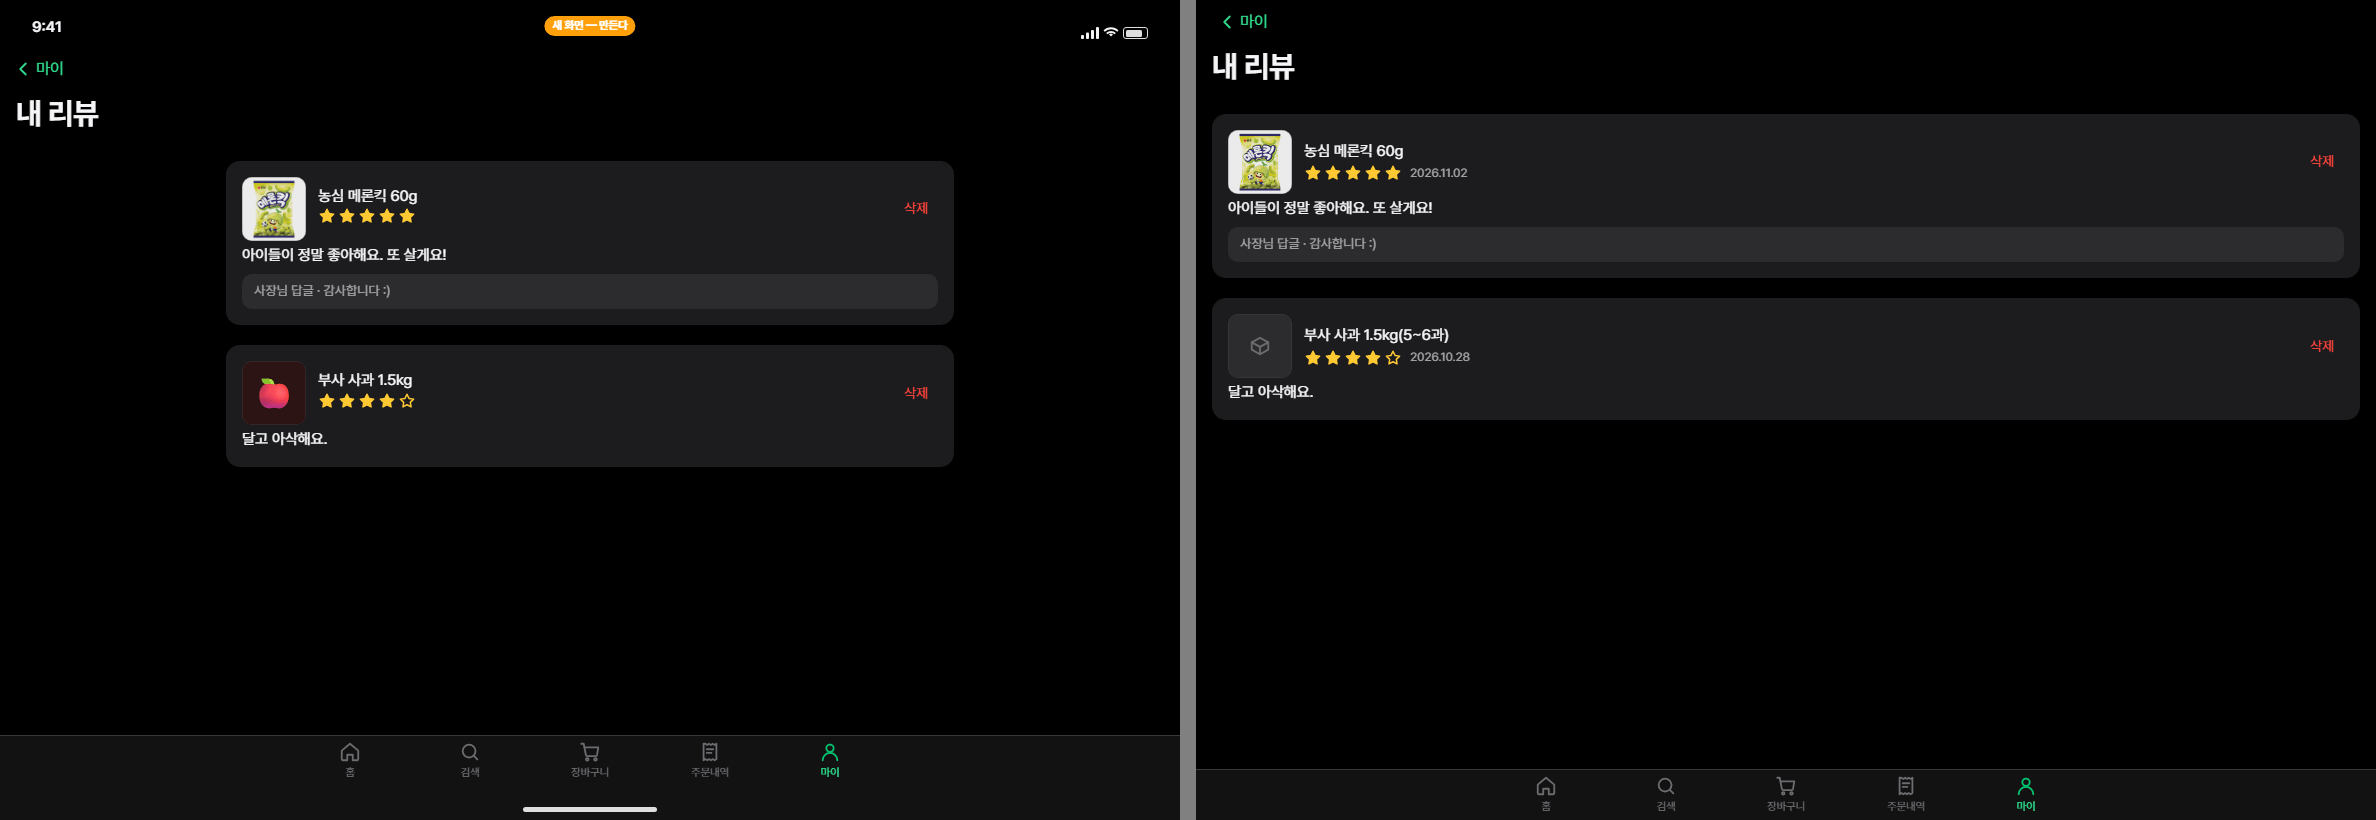 9:41
새 화면 — 만든다
마이
내 리뷰
농심 메론킥 60g
삭제
아이들이 정말 좋아해요. 또 살게요!
사장님 답글 · 감사합니다 :)
부사 사과 1.5kg
삭제
달고 아삭해요.
홈
검색
장바구니
주문내역
마이
마이
내 리뷰
메론킥
농심 메론킥 60g
2026.11.02
삭제
아이들이 정말 좋아해요. 또 살게요!
사장님 답글 · 감사합니다 :)
부사 사과 1.5kg(5~6과)
2026.10.28
삭제
달고 아삭해요.
홈
검색
장바구니
주문내역
마이